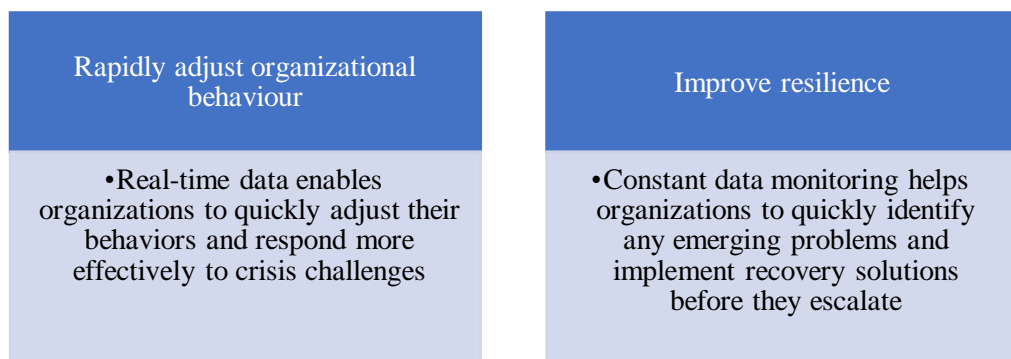 Rapidly adjust organizational
behaviour
•Real-time data enables
organizations to quickly adjust their
behaviors and respond more
effectively to crisis challenges
Improve resilience
•Constant data monitoring helps
organizations to quickly identify
any emerging problems and
implement recovery solutions
before they escalate